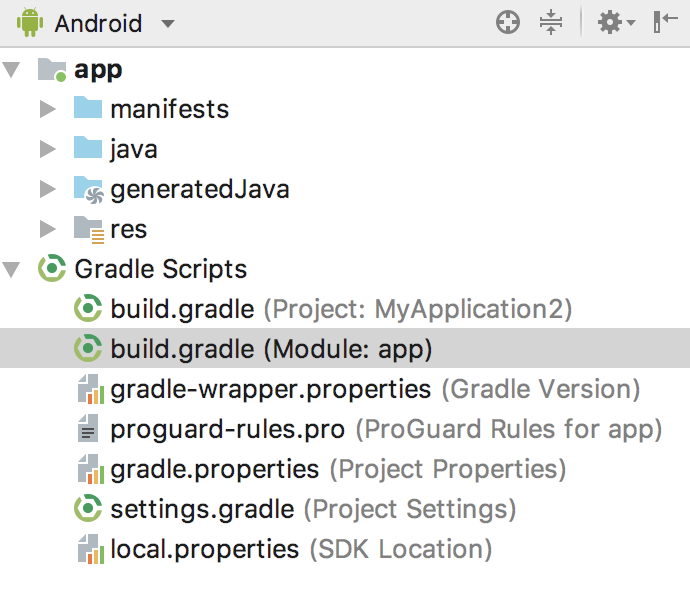 Android
app
manifests
java
generatedJava
res
Gradle Scripts
build.gradle (Project: MyApplication2)
build.gradle (Module: app)
gradle-wrapper.properties (Gradle Version)
proguard-rules.pro (ProGuard Rules for app)
gradle.properties (Project Properties)
settings.gradle (Project Settings)
local.properties (SDK Location)